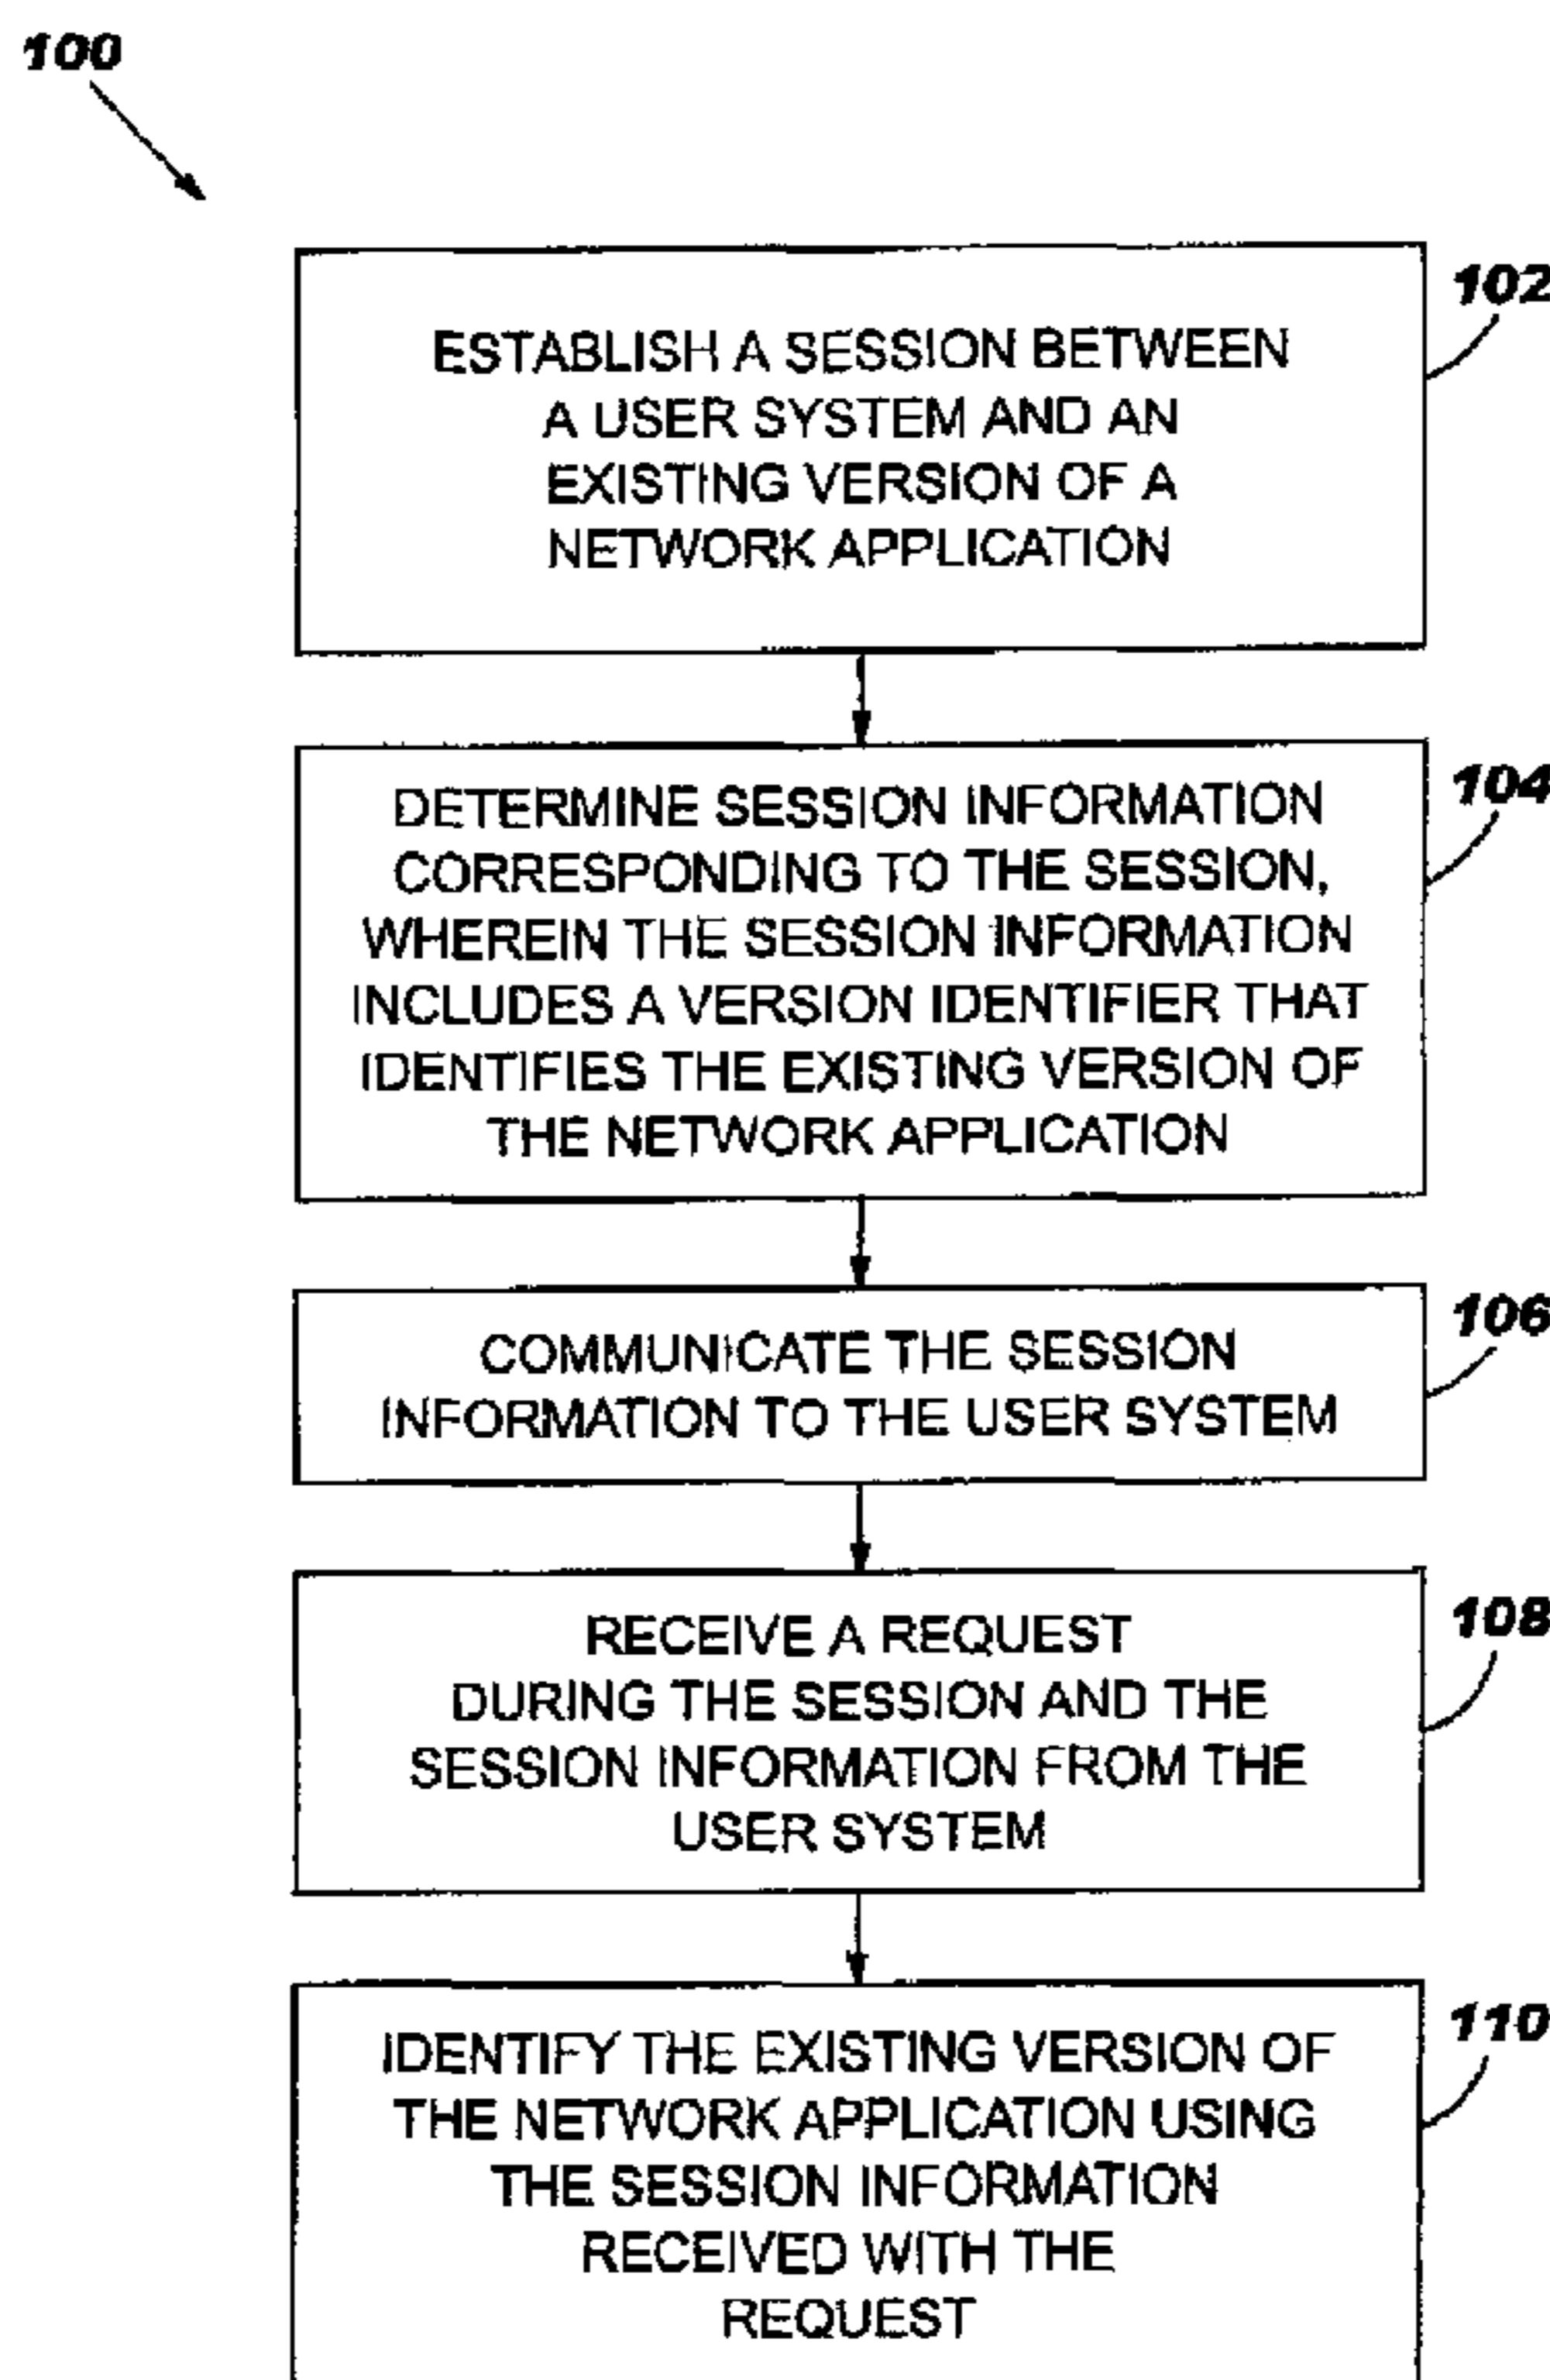 100
102
ESTABLISH A SESSION BETWEEN
A USER SYSTEM AND AN
EXISTING VERSION OF A
NETWORK APPLICATION
104
DETERMINE SESSION INFORMATION
CORRESPONDING TO THE SESSION,
WHEREIN THE SESSION INFORMATION
INCLUDES A VERSION IDENTIFIER THAT
IDENTIFIES THE EXISTING VERSION OF
THE NETWORK APPLICATION
106
COMMUNICATE THE SESSION
INFORMATION TO THE USER SYSTEM
108
RECEIVE A REQUEST
DURING THE SESSION AND THE
SESSION INFORMATION FROM THE
USER SYSTEM
110
IDENTIFY THE EXISTING VERSION OF
THE NETWORK APPLICATION USING
THE SESSION INFORMATION
RECEIVED WITH THE
REQUEST